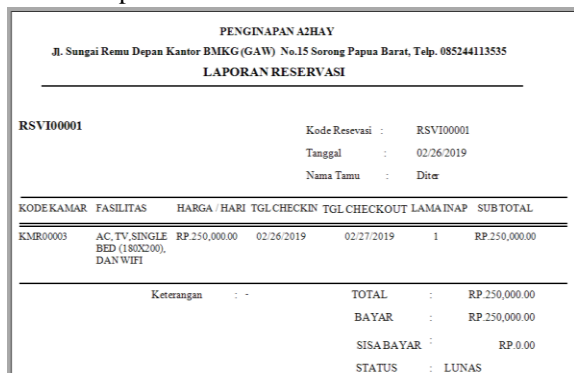 PENGINAPAN A2HAY
Jl. Sungai Remu Depan Kantor BMKG (GAW) No.15 Sorong Papua Barat, Telp. 085244113535
LAPORAN RESERVASI
RSVI00001
Kode Resevasi : RSVI00001
Tanggal : 02/26/2019
Nama Tamu : Diter
KODE KAMAR FASILITAS HARGA / HARI TGL CHECKIN TGL CHECKOUT LAMA INAP SUB TOTAL
KMR00003 AC, TV, SINGLE RP.250,000.00 02/26/2019 02/27/2019 1 RP.250,000.00
BED (180X200),
DAN WIFI
Keterangan : - TOTAL : RP.250,000.00
BAYAR : RP.250,000.00
SISA BAYAR : RP.0.00
STATUS : LUNAS